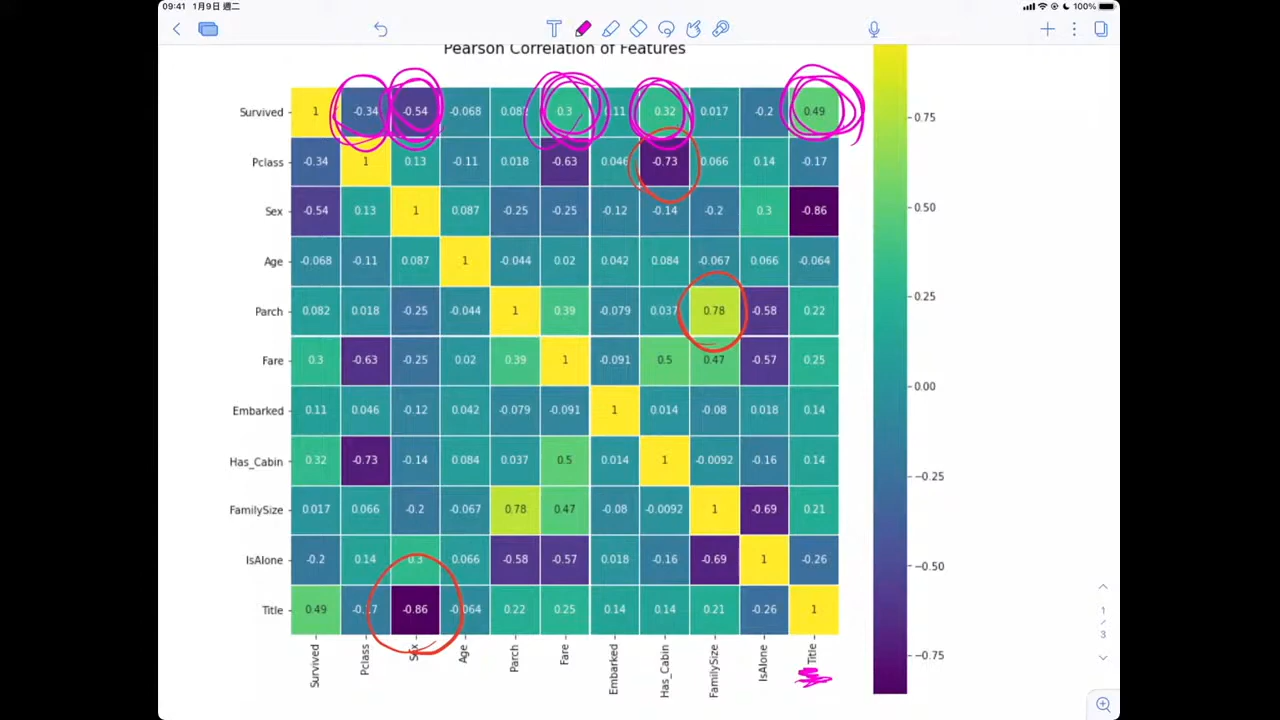 09:41 1月9日 週二 100%
Pearson Correlation of Features
Survived 1 -0.34 -0.54 -0.068 0.082 0.3 0.11 0.32 0.017 -0.2 0.49
Pclass -0.34 1 0.13 -0.11 0.018 -0.63 0.046 -0.73 0.066 0.14 -0.17
Sex -0.54 0.13 1 0.087 -0.25 -0.25 -0.12 -0.14 -0.2 0.3 -0.86
Age -0.068 -0.11 0.087 1 -0.044 0.02 0.042 0.084 -0.067 0.066 -0.064
Parch 0.082 0.018 -0.25 -0.044 1 0.39 -0.079 0.037 0.78 -0.58 0.22
Fare 0.3 -0.63 -0.25 0.02 0.39 1 -0.091 0.5 0.47 -0.57 0.25
Embarked 0.11 0.046 -0.12 0.042 -0.079 -0.091 1 0.014 -0.08 0.018 0.14
Has_Cabin 0.32 -0.73 -0.14 0.084 0.037 0.5 0.014 1 -0.0092 -0.16 0.14
FamilySize 0.017 0.066 -0.2 -0.067 0.78 0.47 -0.08 -0.0092 1 -0.69 0.21
IsAlone -0.2 0.14 0.3 0.066 -0.58 -0.57 0.018 -0.16 -0.69 1 -0.26
Title 0.49 -0.17 -0.86 -0.064 0.22 0.25 0.14 0.14 0.21 -0.26 1
Survived Pclass Sex Age Parch Fare Embarked Has_Cabin FamilySize IsAlone Title
0.75
0.50
0.25
0.00
−0.25
−0.50
−0.75
1
/
3